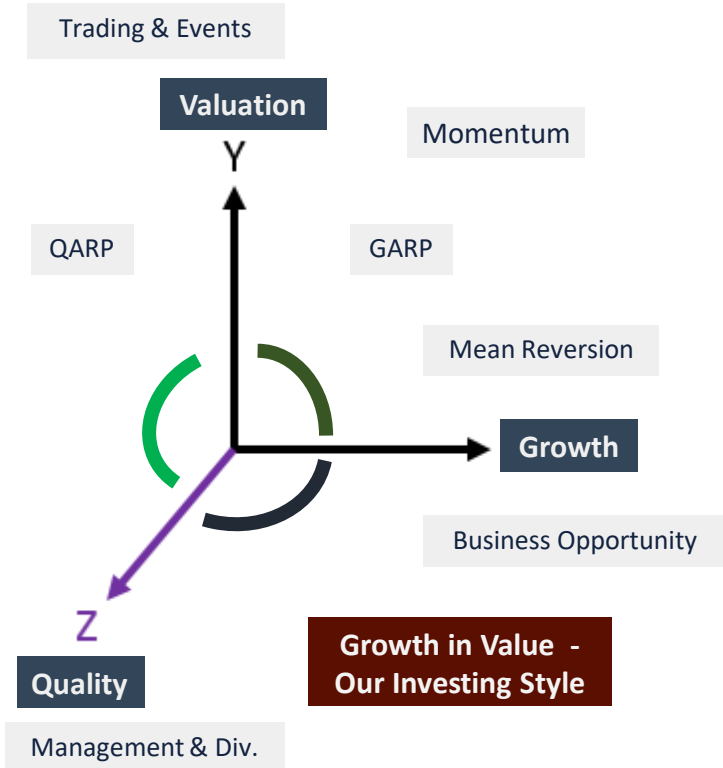 Trading & Events
Valuation
Momentum
Y
QARP
GARP
Mean Reversion
Growth
Business Opportunity
Z
Growth in Value -
Our Investing Style
Quality
Management & Div.